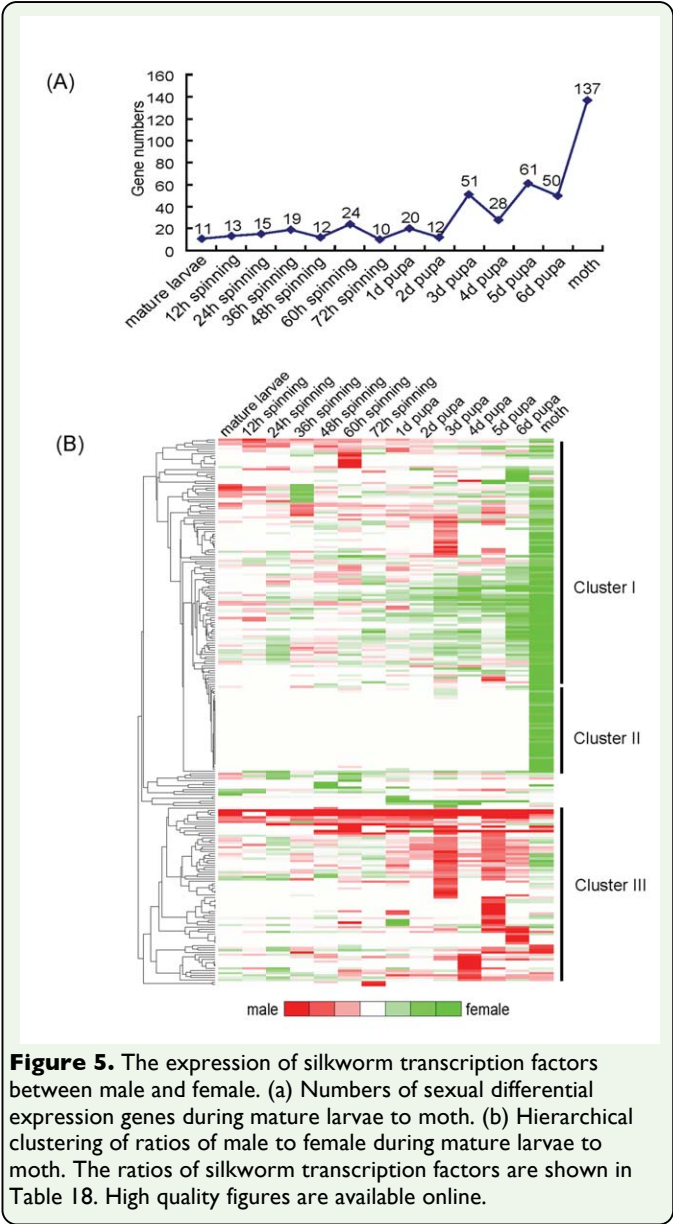 (A)
Gene numbers
160
140
120
100
80
60
40
20
0
11
13
15
19
12
24
10
20
12
51
28
61
50
137
mature larvae
12h spinning
24h spinning
36h spinning
48h spinning
60h spinning
72h spinning
1d pupa
2d pupa
3d pupa
4d pupa
5d pupa
6d pupa
moth
(B)
mature larvae
12h spinning
24h spinning
36h spinning
48h spinning
60h spinning
72h spinning
1d pupa
2d pupa
3d pupa
4d pupa
5d pupa
6d pupa
moth
Cluster I
Cluster II
Cluster III
male
female
Figure 5. The expression of silkworm transcription factors
between male and female. (a) Numbers of sexual differential
expression genes during mature larvae to moth. (b) Hierarchical
clustering of ratios of male to female during mature larvae to
moth. The ratios of silkworm transcription factors are shown in
Table 18. High quality figures are available online.